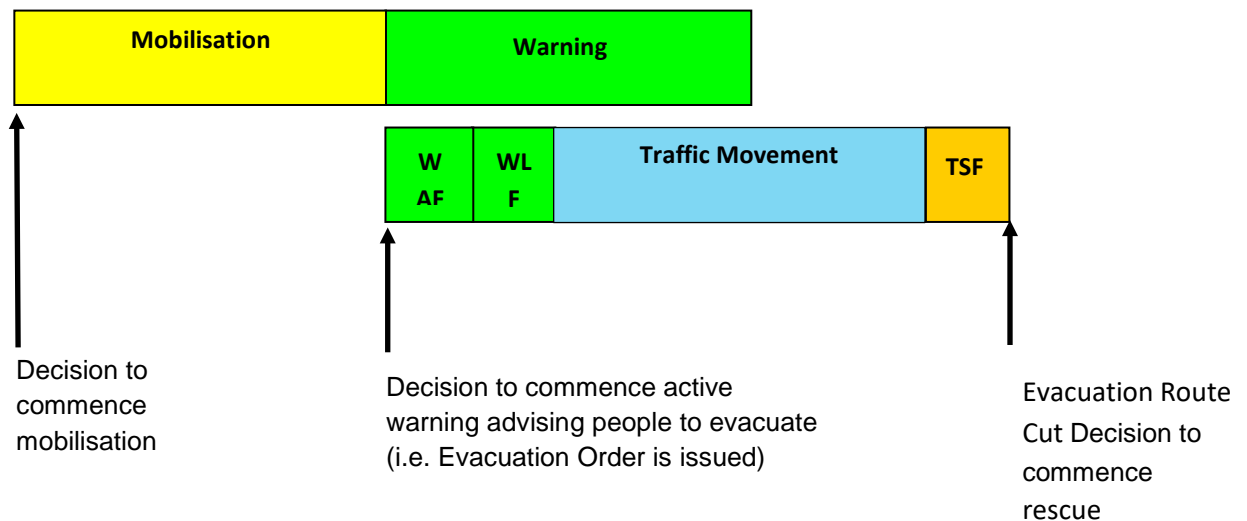 Mobilisation
Warning
W
AF
WL
F
Traffic Movement
TSF
Decision to
commence
mobilisation
Decision to commence active
warning advising people to evacuate
(i.e. Evacuation Order is issued)
Evacuation Route
Cut Decision to
commence
rescue